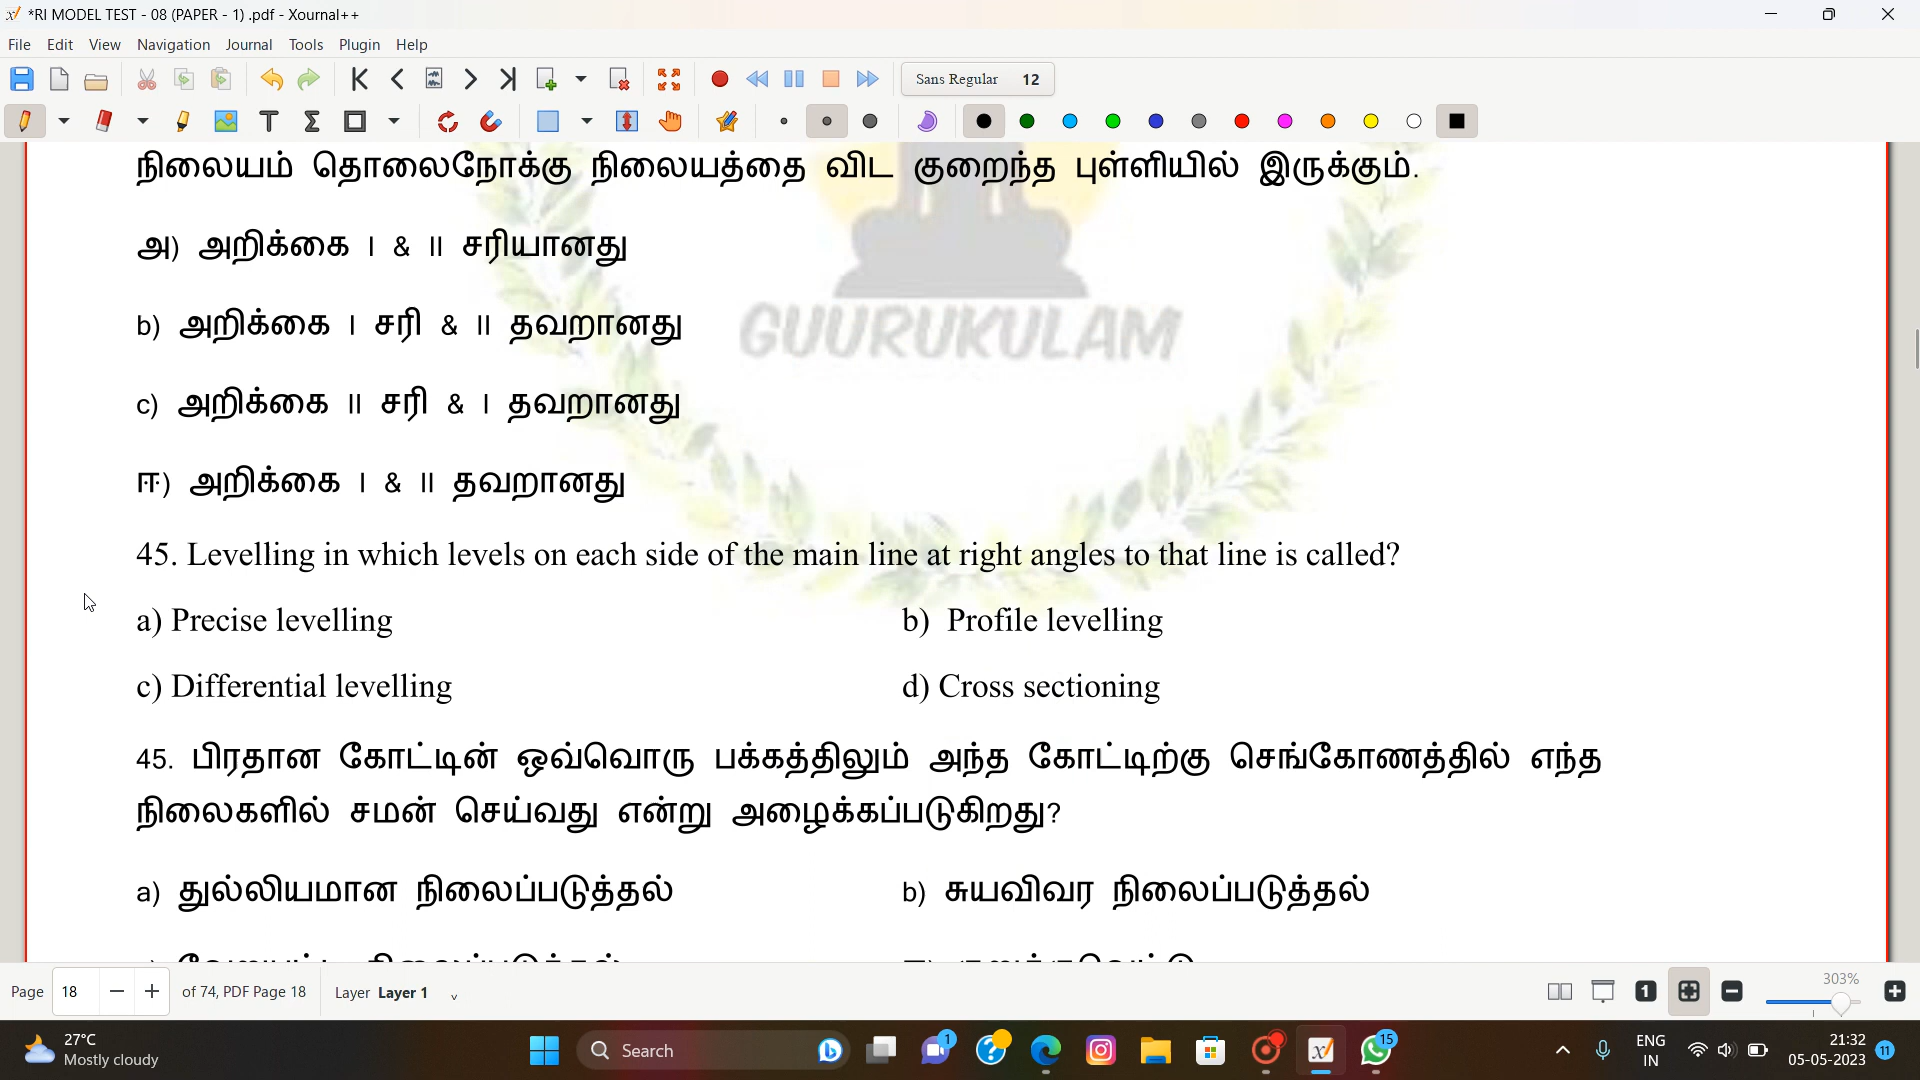 *RI MODEL TEST - 08 (PAPER - 1) .pdf - Xournal++
File Edit View Navigation Journal Tools Plugin Help
Sans Regular 12
நிலையம் தொலைநோக்கு நிலையத்தை விட குறைந்த புள்ளியில் இருக்கும்.
அ) அறிக்கை I & II சரியானது
b) அறிக்கை I சரி & II தவறானது
GUURUKULAM
c) அறிக்கை II சரி & I தவறானது
ஈ) அறிக்கை I & II தவறானது
45. Levelling in which levels on each side of the main line at right angles to that line is called?
a) Precise levelling b) Profile levelling
c) Differential levelling d) Cross sectioning
45. பிரதான கோட்டின் ஒவ்வொரு பக்கத்திலும் அந்த கோட்டிற்கு செங்கோணத்தில் எந்த
நிலைகளில் சமன் செய்வது என்று அழைக்கப்படுகிறது?
a) துல்லியமான நிலைப்படுத்தல் b) சுயவிவர நிலைப்படுத்தல்
Page 18 of 74, PDF Page 18 Layer Layer 1 303%
27°C
Mostly cloudy
Search
1
15
ENG
IN
21:32
05-05-2023
11